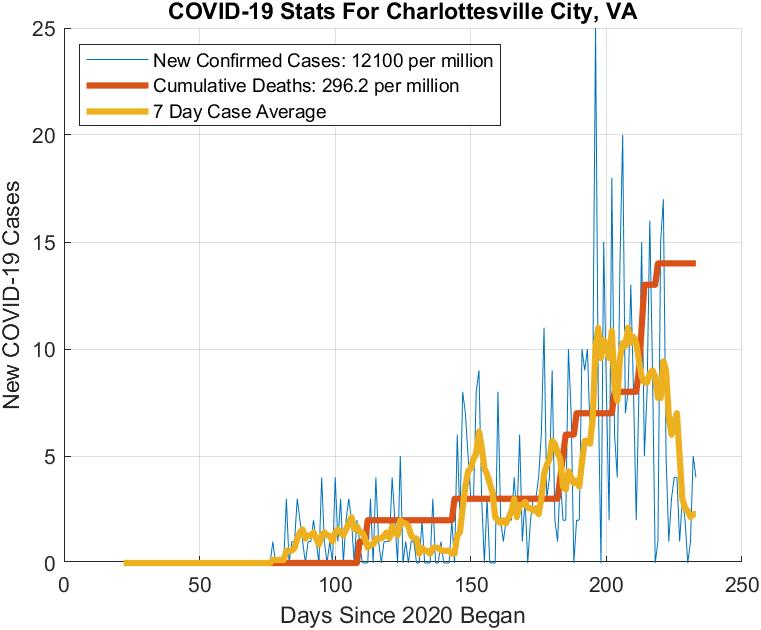 COVID-19 Stats For Charlottesville City, VA
New Confirmed Cases: 12100 per million
Cumulative Deaths: 296.2 per million
7 Day Case Average
New COVID-19 Cases
25
20
15
10
5
0
0 50 100 150 200 250
Days Since 2020 Began